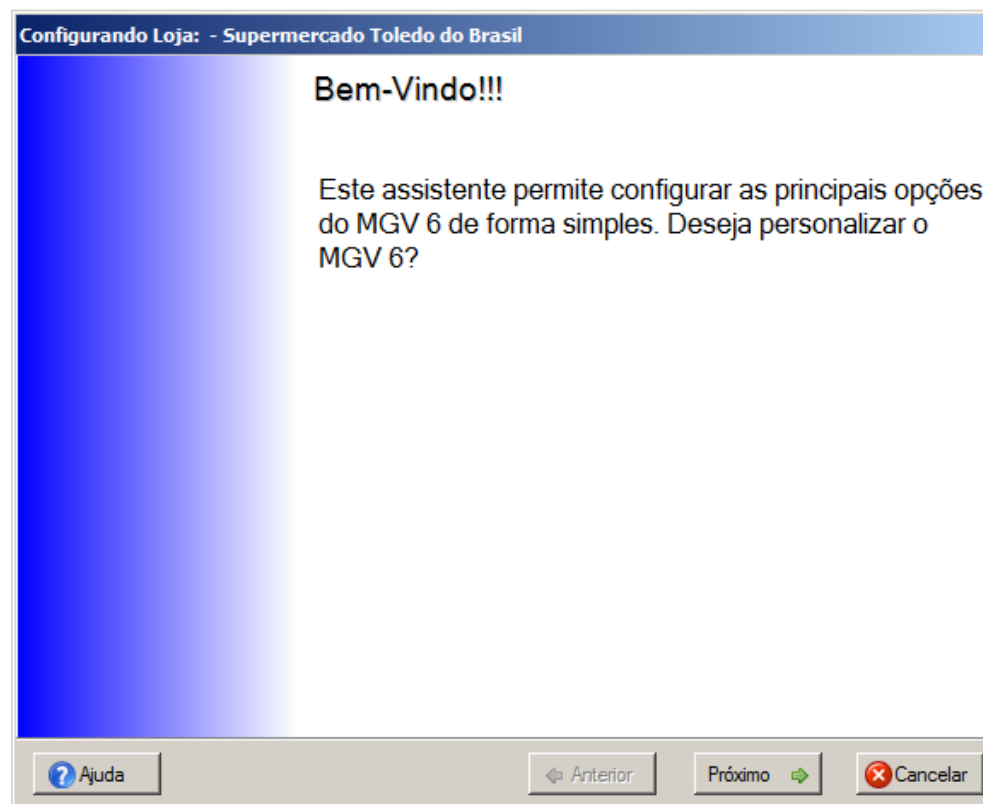 Configurando Loja: - Supermercado Toledo do Brasil
Bem-Vindo!!!
Este assistente permite configurar as principais opções
do MGV 6 de forma simples. Deseja personalizar o
MGV 6?
Ajuda
Anterior
Próximo
Cancelar